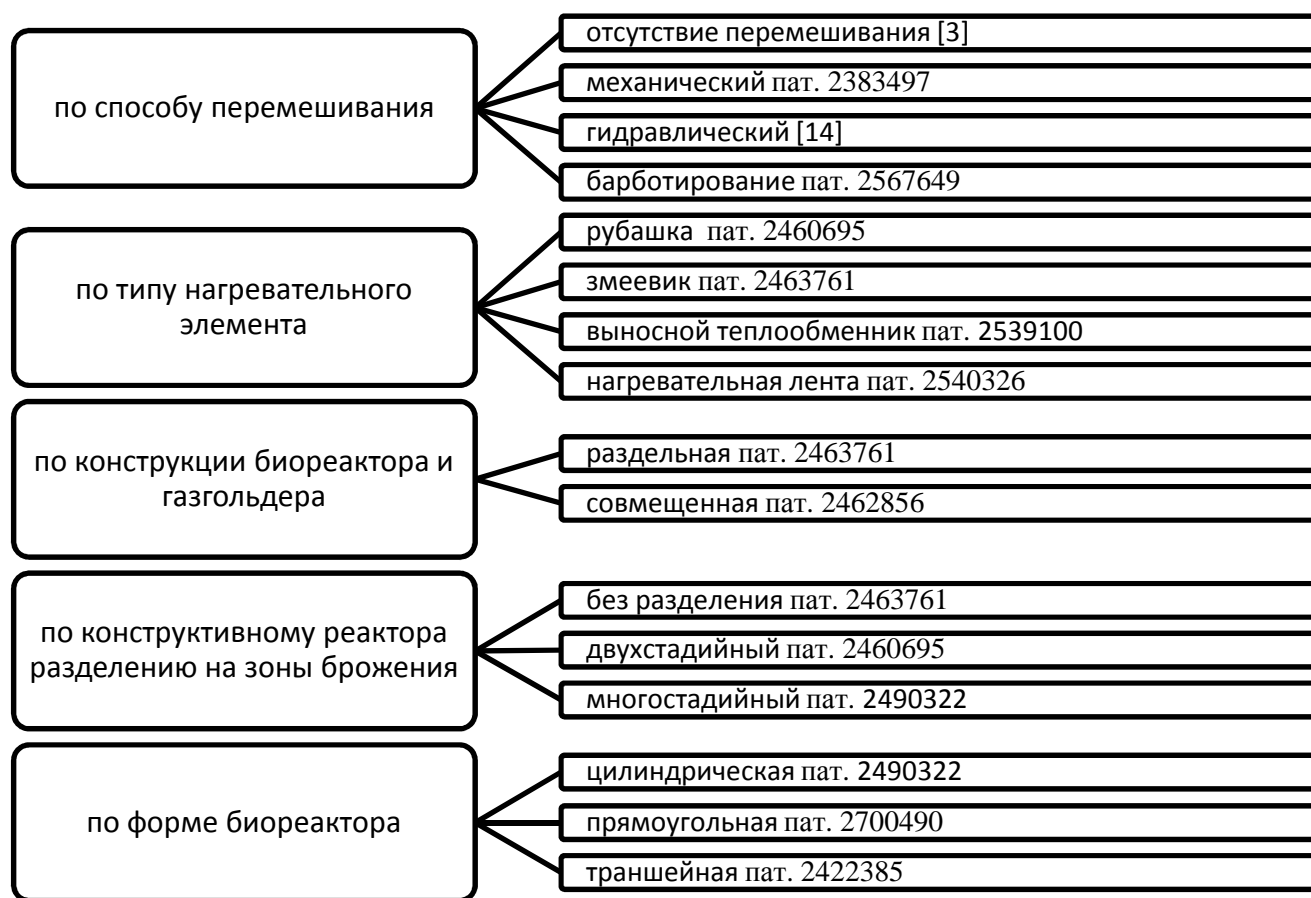 по способу перемешивания
отсутствие перемешивания [3]
механический пат. 2383497
гидравлический [14]
барботирование пат. 2567649
по типу нагревательного
элемента
рубашка пат. 2460695
змеевик пат. 2463761
выносной теплообменник пат. 2539100
нагревательная лента пат. 2540326
по конструкции биореактора и
газгольдера
раздельная пат. 2463761
совмещенная пат. 2462856
по конструктивному реактора
разделению на зоны брожения
без разделения пат. 2463761
двухстадийный пат. 2460695
многостадийный пат. 2490322
по форме биореактора
цилиндрическая пат. 2490322
прямоугольная пат. 2700490
траншейная пат. 2422385